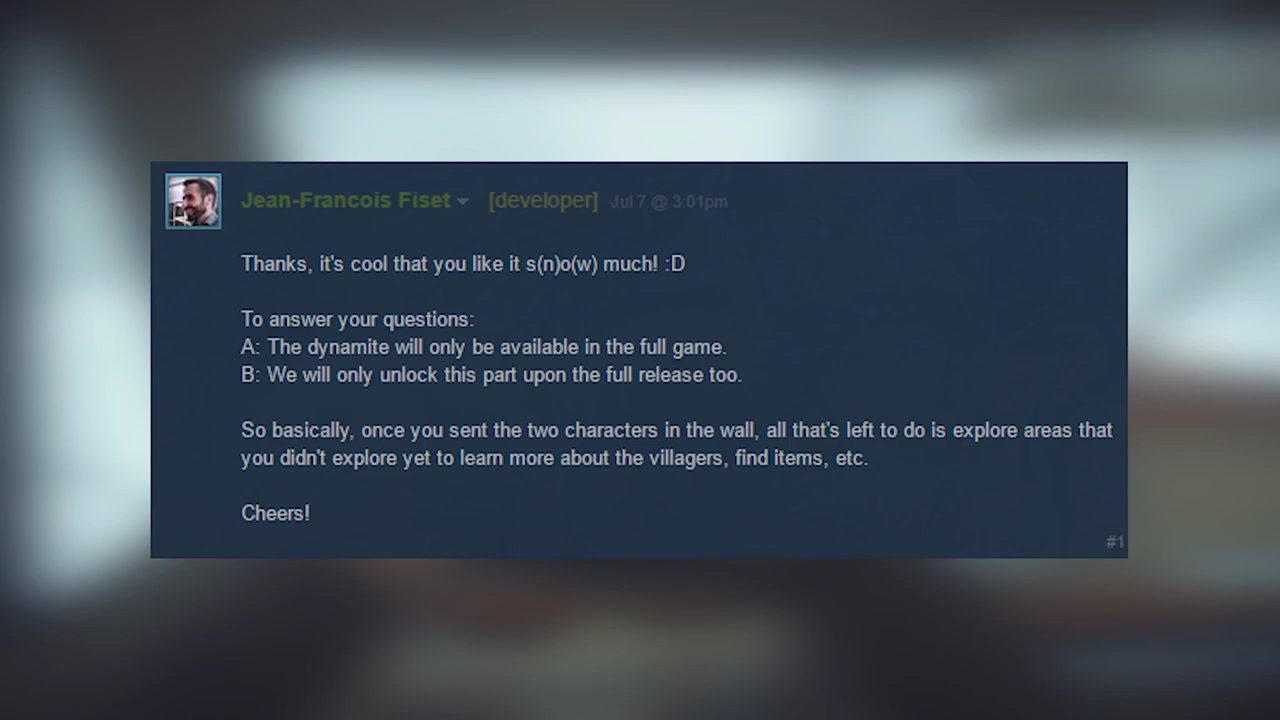 Jean-Francois Fiset [developer] Jul 7 @ 3:01pm
Thanks, it's cool that you like it s(n)o(w) much! :D
To answer your questions:
A: The dynamite will only be available in the full game.
B: We will only unlock this part upon the full release too.
So basically, once you sent the two characters in the wall, all that's left to do is explore areas that
you didn't explore yet to learn more about the villagers, find items, etc.
Cheers!
#1